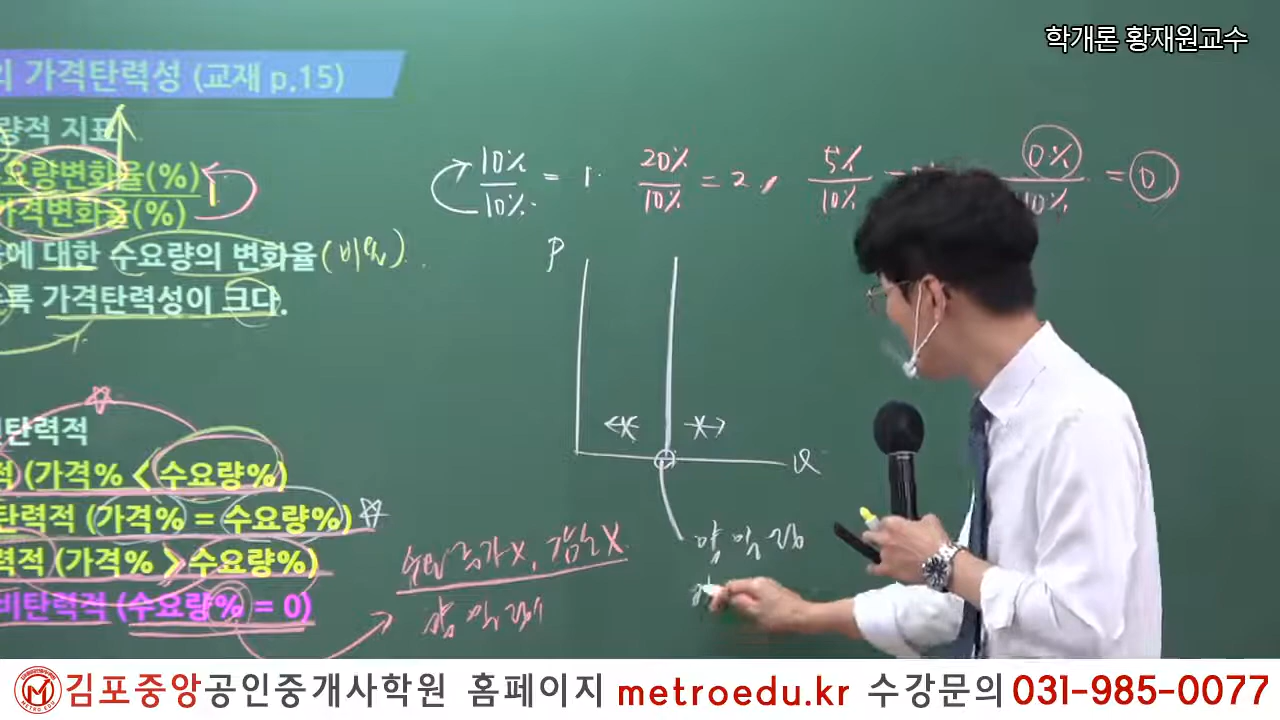 학개론 황재원교수
의 가격탄력성 (교재 p.15)
량적 지표
요량변화율(%)
가격변화율(%)
에 대한 수요량의 변화율
록 가격탄력성이 크다.
탄력적
적 (가격% < 수요량%)
탄력적 (가격% = 수요량%)
력적 (가격% > 수요량%)
비탄력적 (수요량% = 0)
10%/10% = 1 20%/10% = 2, 5%/10% 0%/10% = 0
P
Q
양 일정
김포중앙공인중개사학원 홈페이지 metroedu.kr 수강문의 031-985-0077
METRO EDU